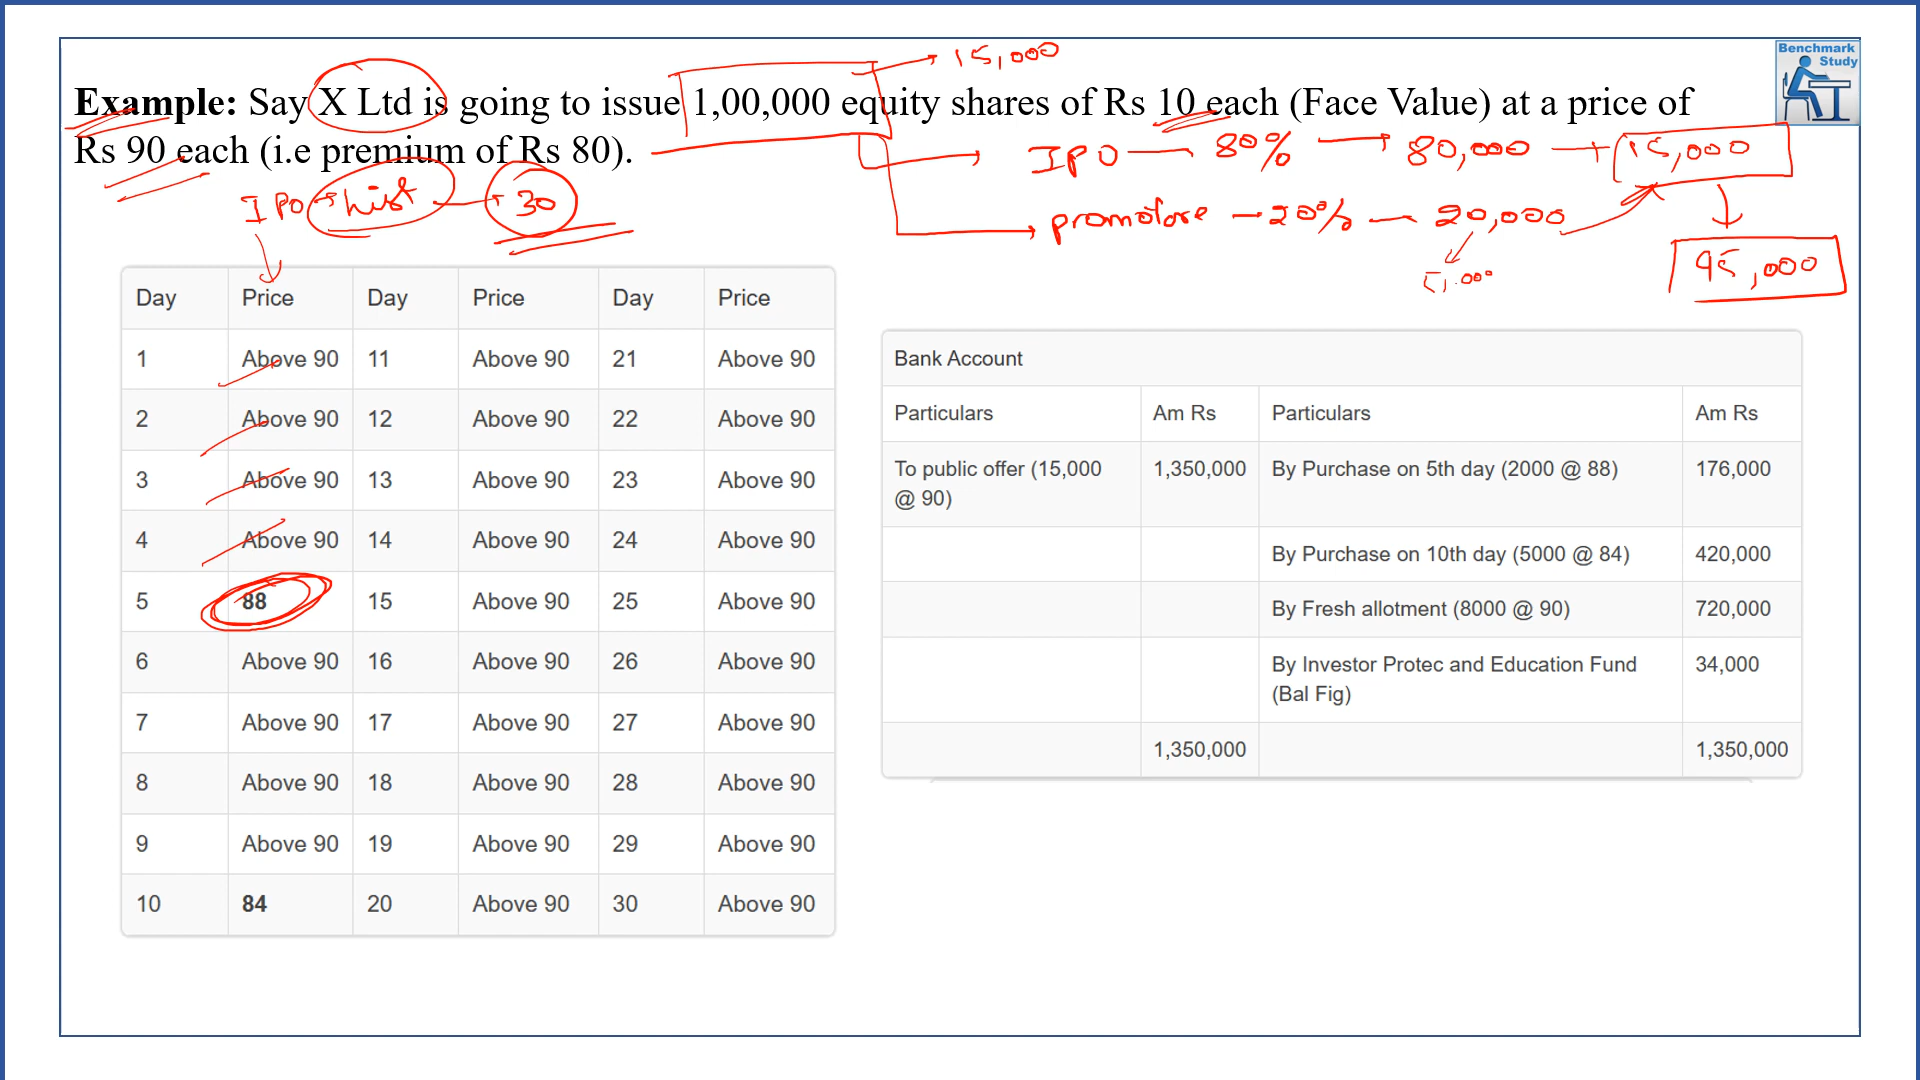 Benchmark
Study
15,000
Example: Say X Ltd is going to issue 1,00,000 equity shares of Rs 10 each (Face Value) at a price of
Rs 90 each (i.e premium of Rs 80).
IPO — 80% → 80,000 + 15,000
IPO → list → 30
promotore — 20% — 20,000
5,000
95,000
Day Price Day Price Day Price
1 Above 90 11 Above 90 21 Above 90
2 Above 90 12 Above 90 22 Above 90
3 Above 90 13 Above 90 23 Above 90
4 Above 90 14 Above 90 24 Above 90
5 88 15 Above 90 25 Above 90
6 Above 90 16 Above 90 26 Above 90
7 Above 90 17 Above 90 27 Above 90
8 Above 90 18 Above 90 28 Above 90
9 Above 90 19 Above 90 29 Above 90
10 84 20 Above 90 30 Above 90
Bank Account
Particulars Am Rs Particulars Am Rs
To public offer (15,000 @ 90) 1,350,000 By Purchase on 5th day (2000 @ 88) 176,000
By Purchase on 10th day (5000 @ 84) 420,000
By Fresh allotment (8000 @ 90) 720,000
By Investor Protec and Education Fund (Bal Fig) 34,000
1,350,000 1,350,000